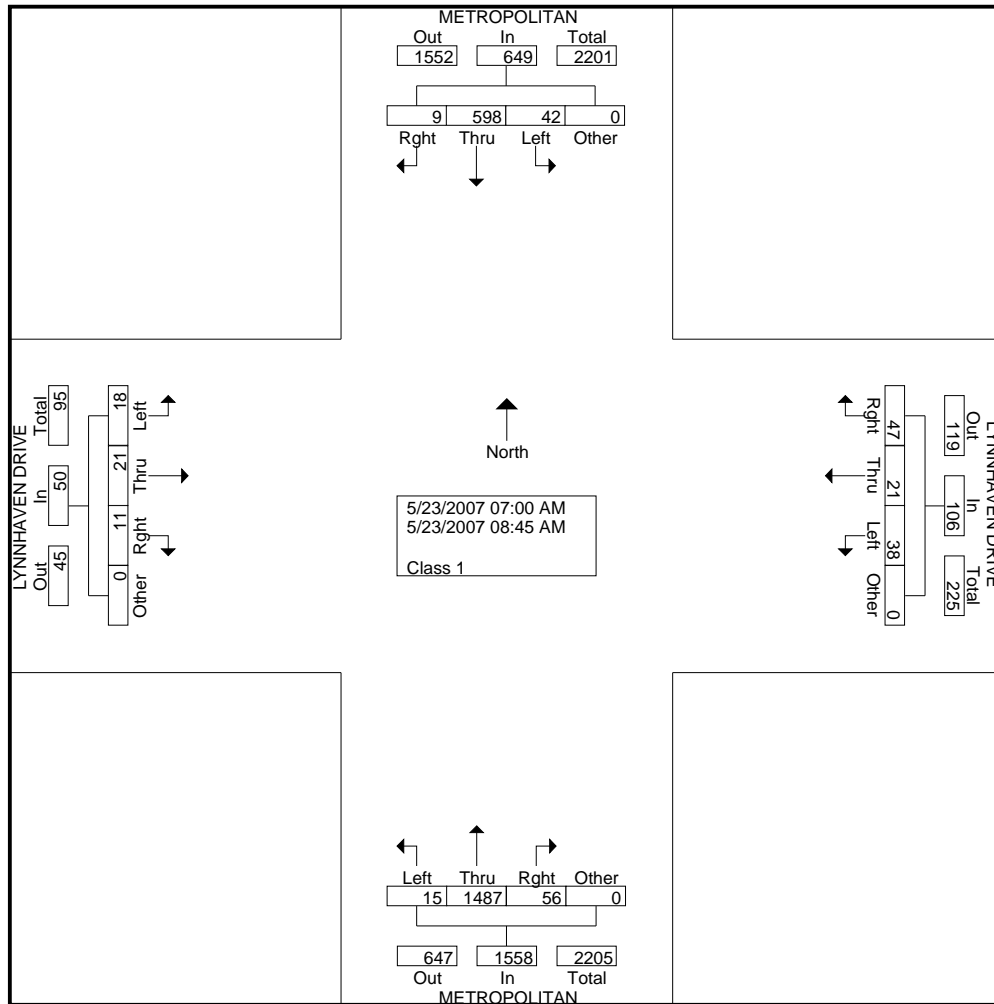 METROPOLITAN
Out In Total
1552 649 2201
9 598 42 0
Rght Thru Left Other
LYNNHAVEN DRIVE
Total In Out
95 50 45
18 21 11 0
Left Thru Rght Other
North
5/23/2007 07:00 AM
5/23/2007 08:45 AM
Class 1
Rght Thru Left Other
47 21 38 0
119 106 225
Out In Total
LYNNHAVEN DRIVE
Left Thru Rght Other
15 1487 56 0
647 1558 2205
Out In Total
METROPOLITAN